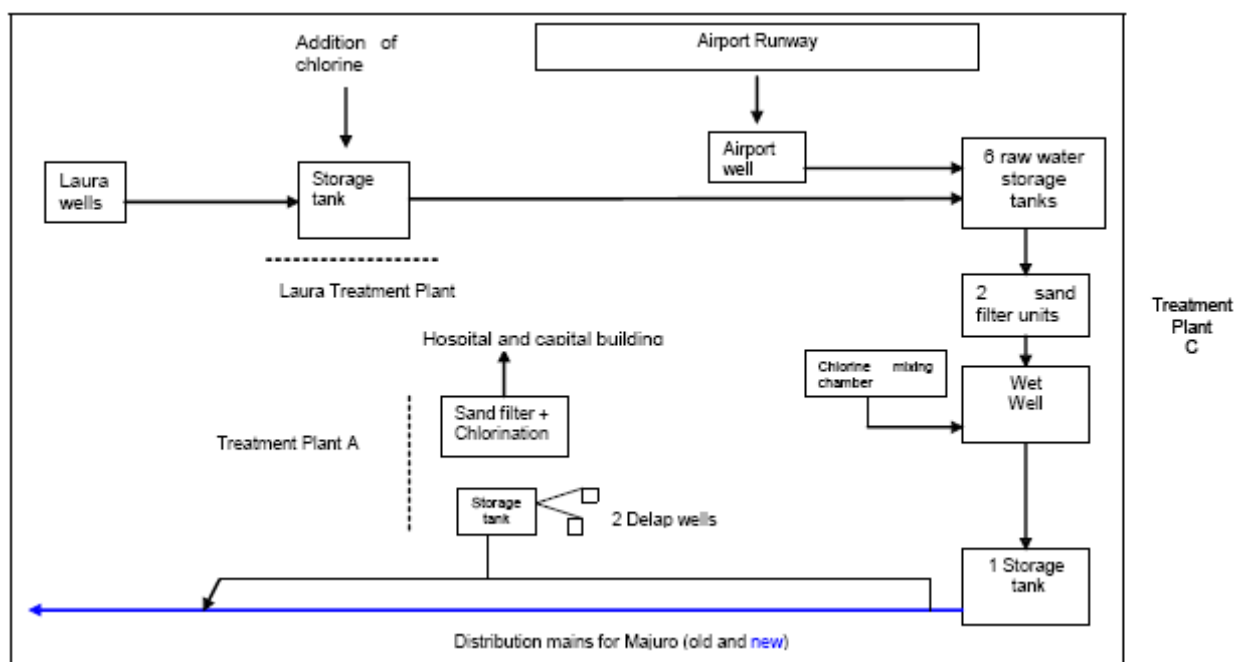 Addition of
chlorine
Airport Runway
Airport
well
6 raw water
storage
tanks
Laura
wells
Storage
tank
Laura Treatment Plant
2 sand
filter units
Treatment
Plant
C
Hospital and capital building
Chlorine mixing
chamber
Wet
Well
Sand filter +
Chlorination
Treatment Plant A
Storage
tank
2 Delap wells
1 Storage
tank
Distribution mains for Majuro (old and new)